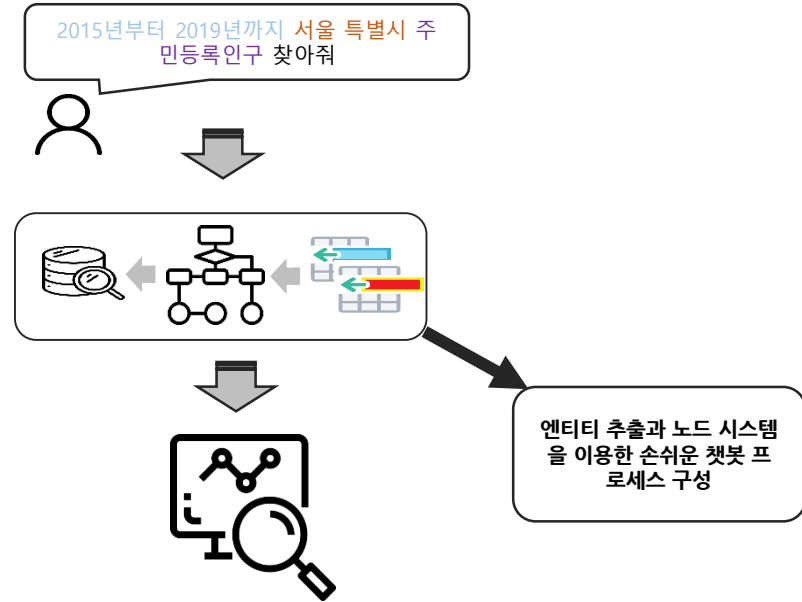 2015년부터 2019년까지 서울 특별시 주
민등록인구 찾아줘
엔티티 추출과 노드 시스템
을 이용한 손쉬운 챗봇 프
로세스 구성